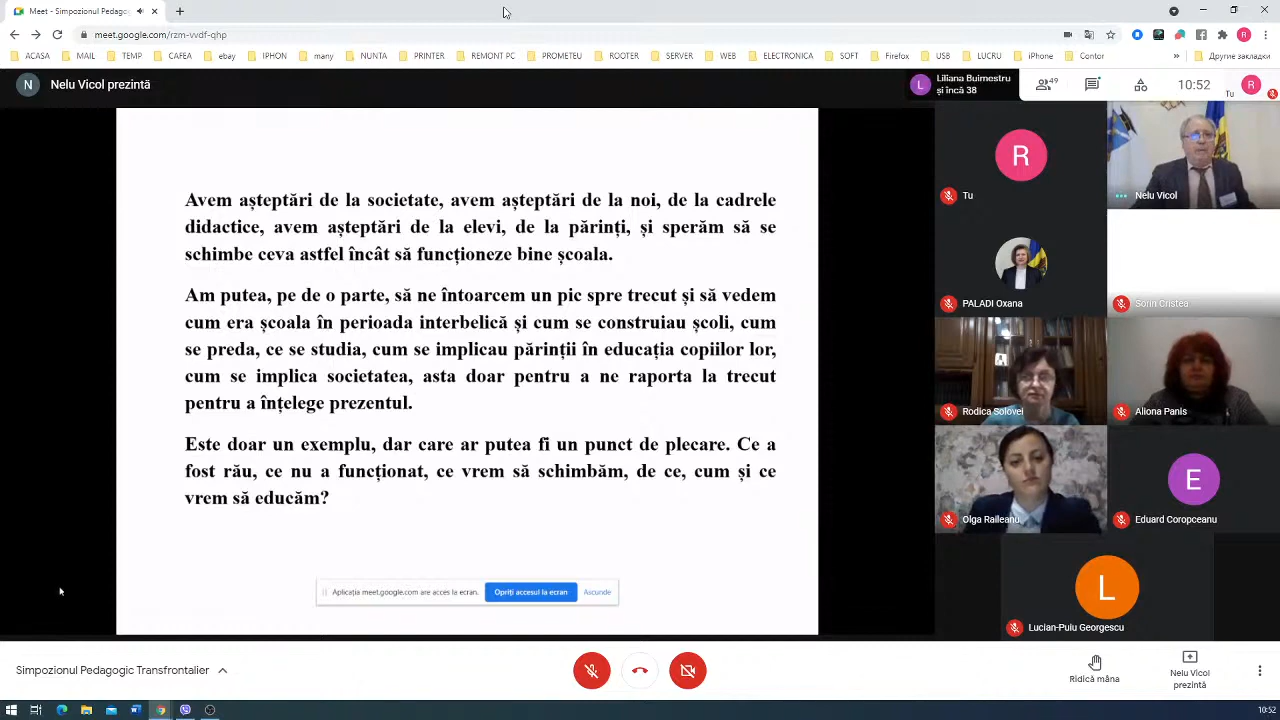 Meet - Simpozionul Pedagog
meet.google.com/rzm-vvdf-qhp
ACASA MAIL TEMP CAFEA ebay IPHON many NUNTA PRINTER REMONT PC PROMETEU ROOTER SERVER WEB ELECTRONICA SOFT Firefox USB LUCRU iPhone Contor » Другие закладки
N Nelu Vicol prezintă
L Liliana Buimestru
și încă 38
49
10:52
Tu
R
Avem așteptări de la societate, avem așteptări de la noi, de la cadrele
didactice, avem așteptări de la elevi, de la părinți, și sperăm să se
schimbe ceva astfel încât să funcționeze bine școala.
Am putea, pe de o parte, să ne întoarcem un pic spre trecut și să vedem
cum era școala în perioada interbelică și cum se construiau școli, cum
se preda, ce se studia, cum se implicau părinții în educația copiilor lor,
cum se implica societatea, asta doar pentru a ne raporta la trecut
pentru a înțelege prezentul.
Este doar un exemplu, dar care ar putea fi un punct de plecare. Ce a
fost rău, ce nu a funcționat, ce vrem să schimbăm, de ce, cum și ce
vrem să educăm?
Aplicația meet.google.com are acces la ecran. Opriți accesul la ecran Ascunde
R
Tu
Nelu Vicol
PALADI Oxana
Sorin Cristea
Rodica Solovei
Aliona Panis
Olga Raileanu
E
Eduard Coropceanu
L
Lucian-Puiu Georgescu
Simpozionul Pedagogic Transfrontalier
Ridică mâna
Nelu Vicol
prezintă
10:52